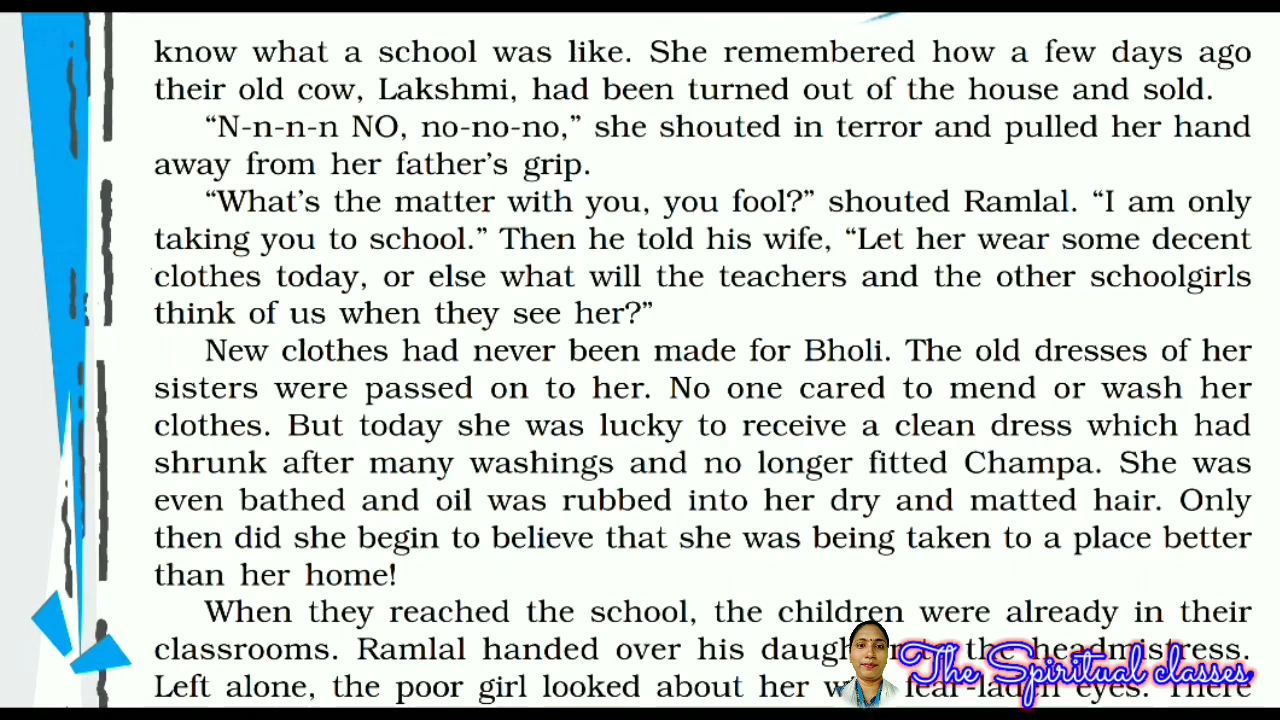 know what a school was like. She remembered how a few days ago
their old cow, Lakshmi, had been turned out of the house and sold.
“N-n-n-n NO, no-no-no,” she shouted in terror and pulled her hand
away from her father’s grip.
“What’s the matter with you, you fool?” shouted Ramlal. “I am only
taking you to school.” Then he told his wife, “Let her wear some decent
clothes today, or else what will the teachers and the other schoolgirls
think of us when they see her?”
New clothes had never been made for Bholi. The old dresses of her
sisters were passed on to her. No one cared to mend or wash her
clothes. But today she was lucky to receive a clean dress which had
shrunk after many washings and no longer fitted Champa. She was
even bathed and oil was rubbed into her dry and matted hair. Only
then did she begin to believe that she was being taken to a place better
than her home!
When they reached the school, the children were already in their
classrooms. Ramlal handed over his the headmistress.
Left alone, the poor girl looked about her fear-laden eyes. There
The Spiritual classes